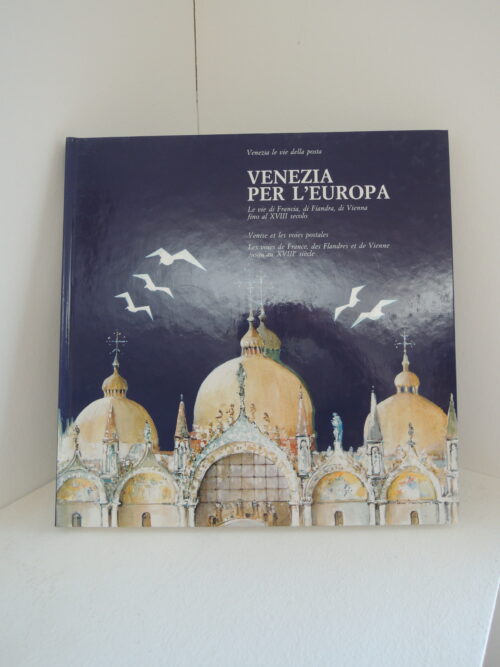 Venezia le vie della posta
VENEZIA
PER L'EUROPA
Le vie di Francia, di Fiandra, di Vienna
fino al XVIII secolo
Venise et les voies postales
Les voies de France, des Flandres et de Vienne
jusqu'au XVIIIe siècle